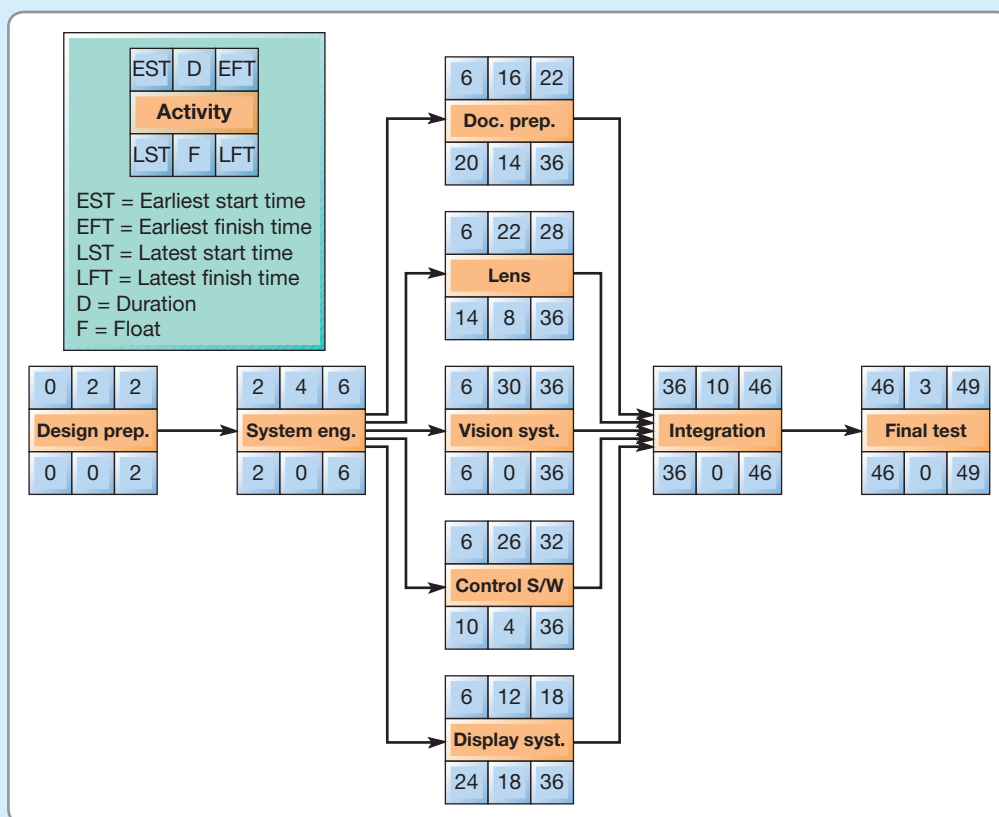 EST D EFT
Activity
LST F LFT
EST = Earliest start time
EFT = Earliest finish time
LST = Latest start time
LFT = Latest finish time
D = Duration
F = Float
0 2 2
Design prep.
0 0 2
2 4 6
System eng.
2 0 6
6 16 22
Doc. prep.
20 14 36
6 22 28
Lens
14 8 36
6 30 36
Vision syst.
6 0 36
6 26 32
Control S/W
10 4 36
6 12 18
Display syst.
24 18 36
36 10 46
Integration
36 0 46
46 3 49
Final test
46 0 49